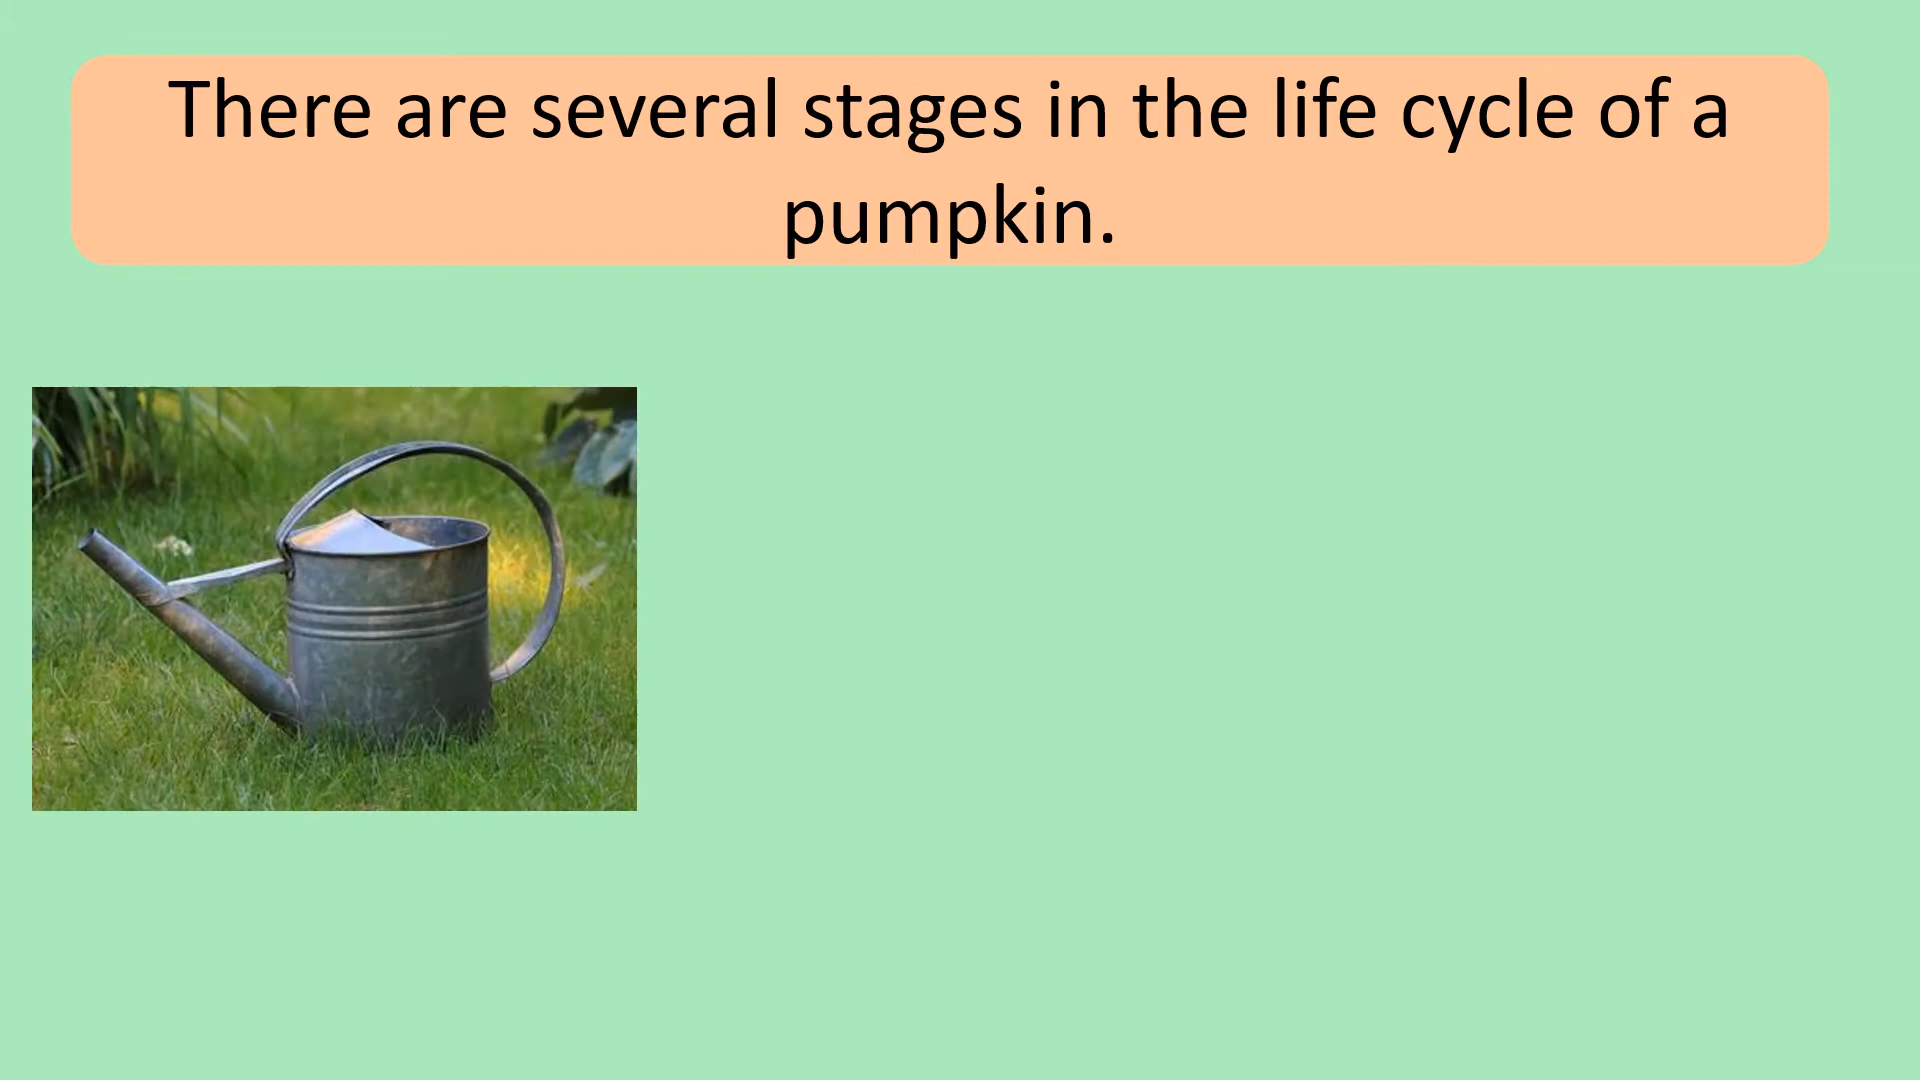 There are several stages in the life cycle of a
pumpkin.